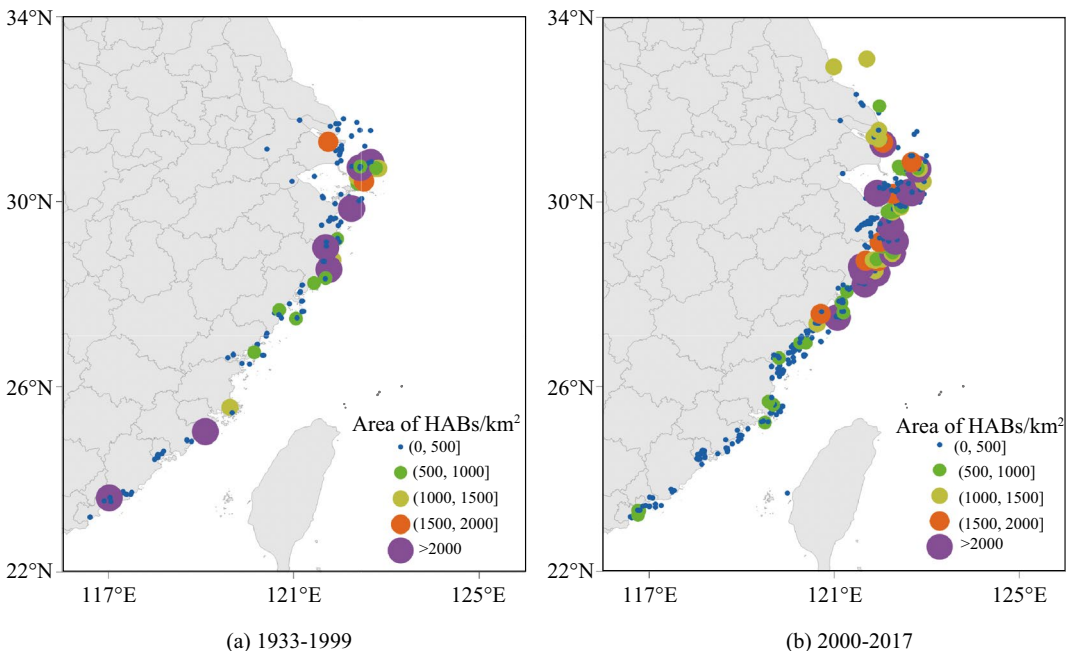 34°N
30°N
26°N
22°N
117°E
121°E
125°E
Area of HABs/km²
(0, 500]
(500, 1000]
(1000, 1500]
(1500, 2000]
>2000
(a) 1933-1999
34°N
30°N
26°N
22°N
117°E
121°E
125°E
Area of HABs/km²
(0, 500]
(500, 1000]
(1000, 1500]
(1500, 2000]
>2000
(b) 2000-2017